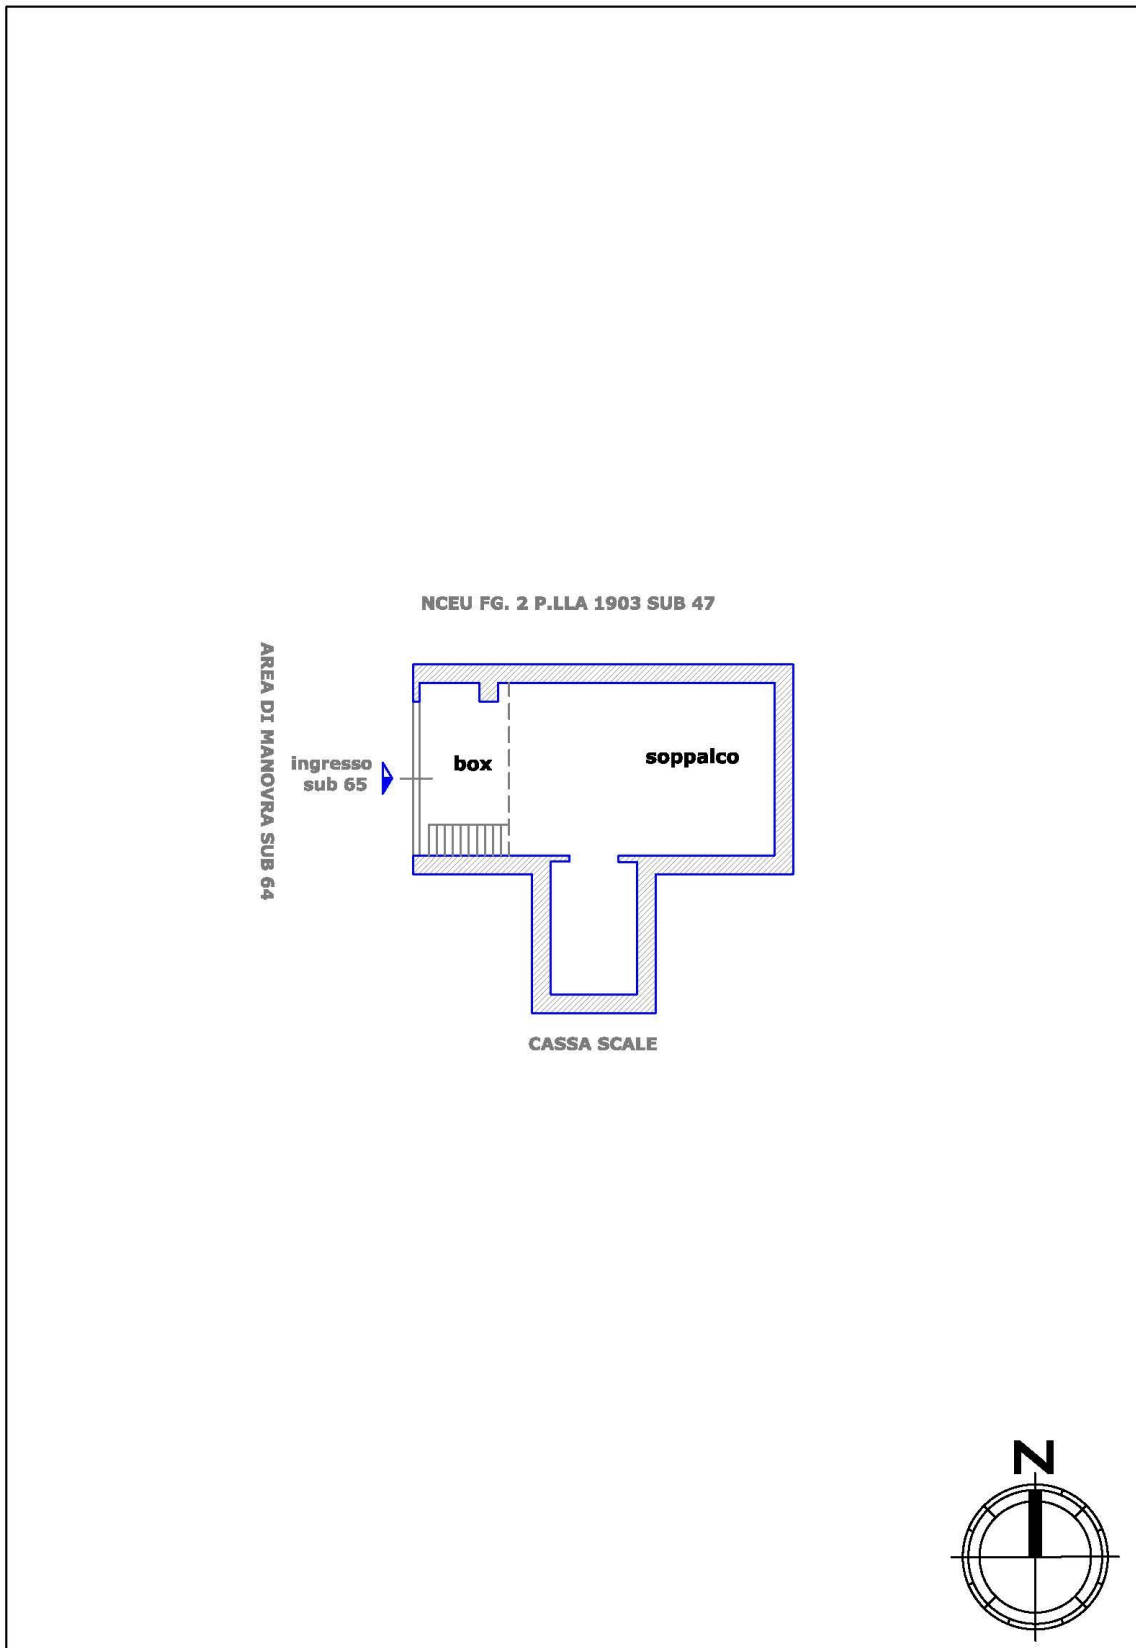 NCEU FG. 2 P.LLA 1903 SUB 47
AREA DI MANOVRA SUB 64
ingresso
sub 65
box
soppalco
CASSA SCALE
N